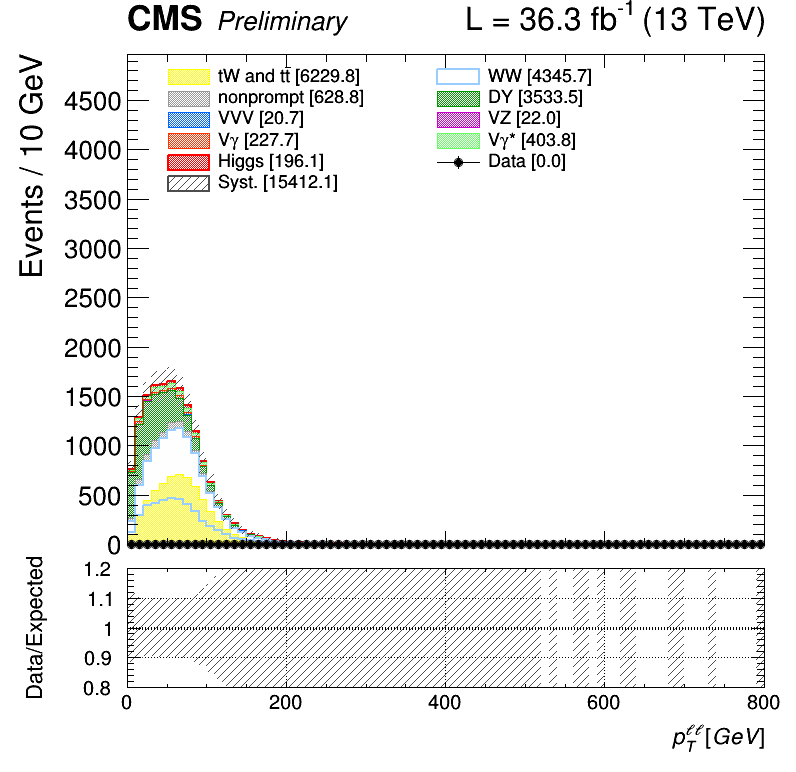 CMS Preliminary L = 36.3 fb⁻¹ (13 TeV)
Events / 10 GeV
tW and tt̄ [6229.8] WW [4345.7]
nonprompt [628.8] DY [3533.5]
VVV [20.7] VZ [22.0]
Vγ [227.7] Vγ* [403.8]
Higgs [196.1] Data [0.0]
Syst. [15412.1]
4500
4000
3500
3000
2500
2000
1500
1000
500
0
Data/Expected
1.2
1.1
1
0.9
0.8
0 200 400 600 800
p_T^ℓℓ [GeV]